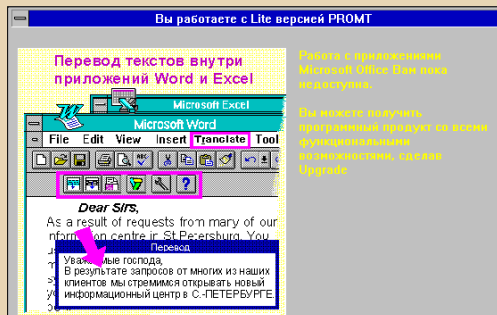 Вы работаете с Lite версией PROMT
Перевод текстов внутри
приложений Word и Excel
Microsoft Excel
Microsoft Word
File Edit View Insert Translate Tool
Dear Sirs,
As a result of requests from many of our
centre in St.Petersburg. You
Перевод
Уважаемые господа,
В результате запросов от многих из наших
клиентов мы стремимся открывать новый
информационный центр в С.-ПЕТЕРБУРГЕ.
Работа с приложениями
Microsoft Office Вам пока
недоступна.
Вы можете получить
программный продукт со всеми
функциональными
возможностями, сделав
Upgrade